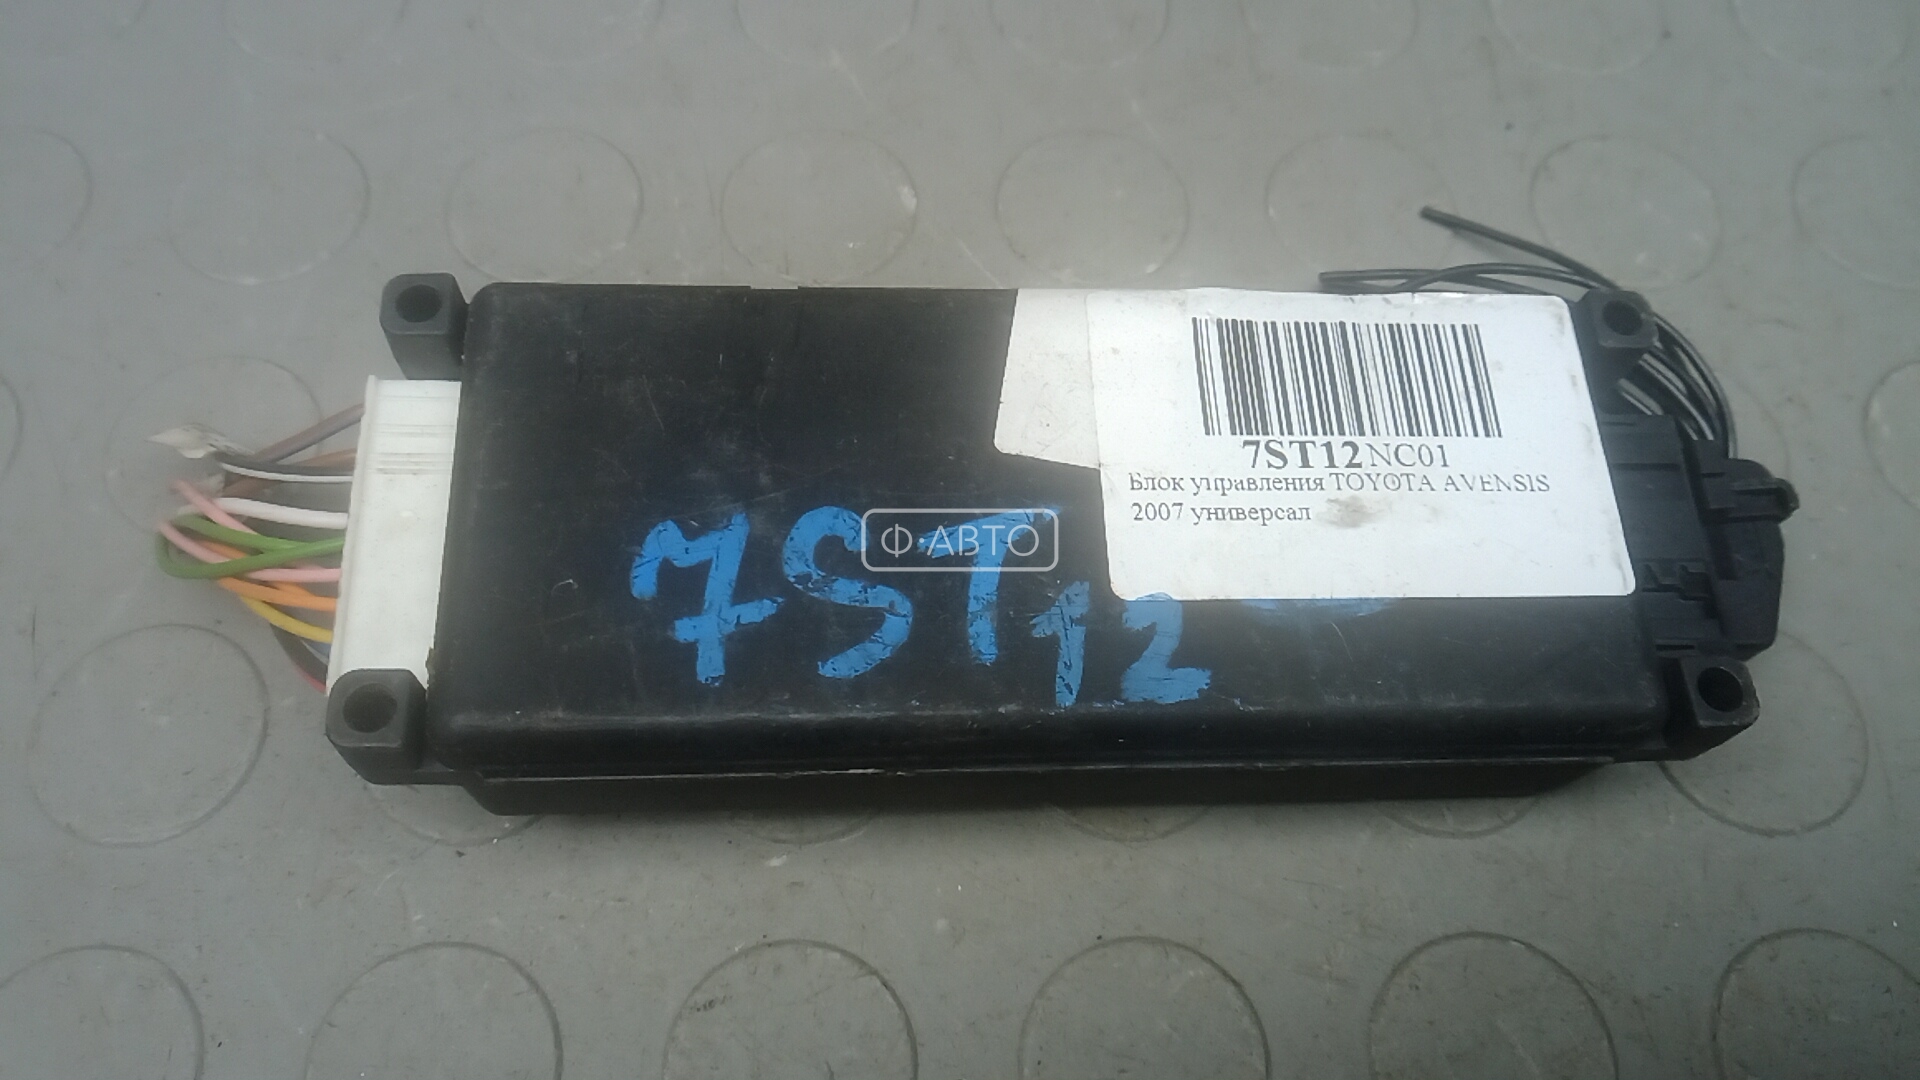 7ST12NC01
Блок управления TOYOTA AVENSIS
2007 универсал
7ST12
Ф·АВТО